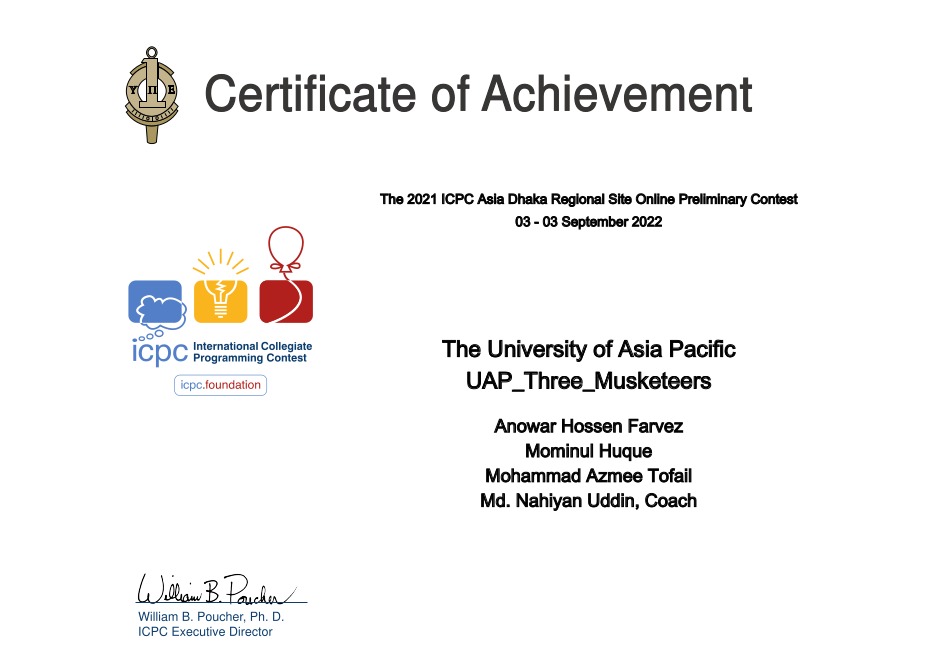 Υ Π Ε
Certificate of Achievement
The 2021 ICPC Asia Dhaka Regional Site Online Preliminary Contest
03 - 03 September 2022
icpc International Collegiate
Programming Contest
icpc.foundation
The University of Asia Pacific
UAP_Three_Musketeers
Anowar Hossen Farvez
Mominul Huque
Mohammad Azmee Tofail
Md. Nahiyan Uddin, Coach
William B. Poucher
William B. Poucher, Ph. D.
ICPC Executive Director